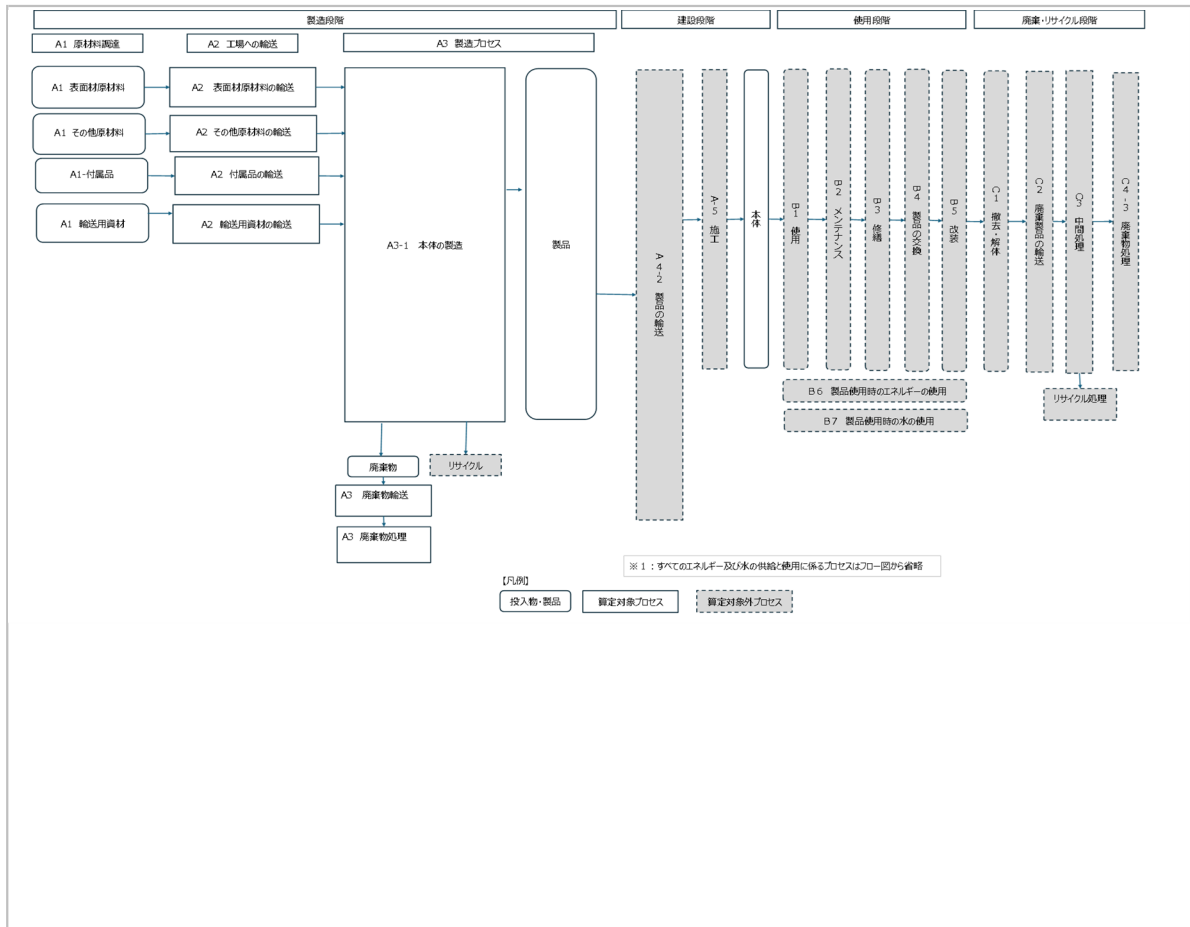 製造段階
建設段階
使用段階
廃棄・リサイクル段階
A1 原材料調達
A2 工場への輸送
A3 製造プロセス
A1 表面材原材料
A2 表面材原材料の輸送
A1 その他原材料
A2 その他原材料の輸送
A1-付属品
A2 付属品の輸送
A1 輸送用資材
A2 輸送用資材の輸送
A3-1 本体の製造
製品
A4-2 製品の輸送
A-5 施工
本体
B1 使用
B2 メンテナンス
B3 修繕
B4 製品の交換
B5 改装
C1 撤去・解体
C2 廃棄製品の輸送
C3 中間処理
C4-3 廃棄物処理
B6 製品使用時のエネルギーの使用
B7 製品使用時の水の使用
リサイクル処理
廃棄物
リサイクル
A3 廃棄物輸送
A3 廃棄物処理
※1:すべてのエネルギー及び水の供給と使用に係るプロセスはフロー図から省略
【凡例】
投入物・製品
算定対象プロセス
算定対象外プロセス